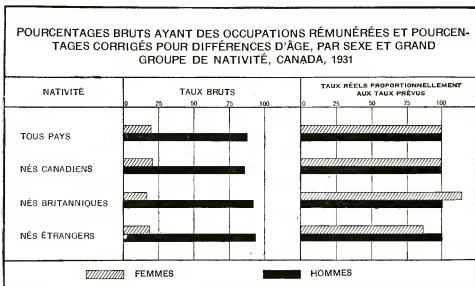 POURCENTAGES BRUTS AYANT DES OCCUPATIONS RÉMUNÉRÉES ET POURCEN-
TAGES CORRIGÉS POUR DIFFÉRENCES D'ÂGE, PAR SEXE ET GRAND
GROUPE DE NATIVITÉ, CANADA, 1931
NATIVITÉ TAUX BRUTS TAUX RÉELS PROPORTIONNELLEMENT
AUX TAUX PRÉVUS
0 25 50 75 100 0 25 50 75 100
TOUS PAYS
NÉS CANADIENS
NÉS BRITANNIQUES
NÉS ÉTRANGERS
FEMMES HOMMES